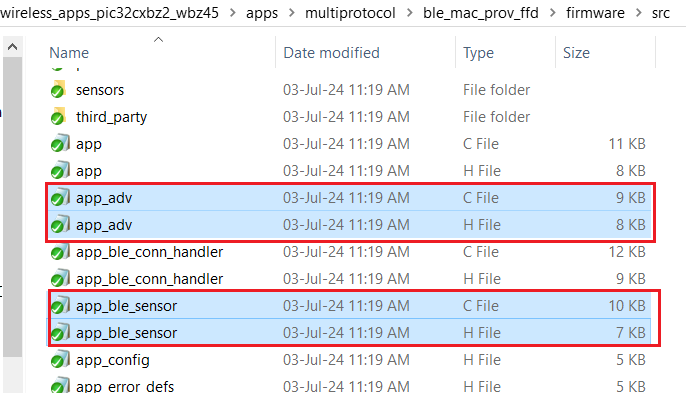 wireless_apps_pic32cxbz2_wbz45 > apps > multiprotocol > ble_mac_prov_ffd > firmware > src
Name Date modified Type Size
sensors 03-Jul-24 11:19 AM File folder
third_party 03-Jul-24 11:19 AM File folder
app 03-Jul-24 11:19 AM C File 11 KB
app 03-Jul-24 11:19 AM H File 8 KB
app_adv 03-Jul-24 11:19 AM C File 9 KB
app_adv 03-Jul-24 11:19 AM H File 8 KB
app_ble_conn_handler 03-Jul-24 11:19 AM C File 12 KB
app_ble_conn_handler 03-Jul-24 11:19 AM H File 9 KB
app_ble_sensor 03-Jul-24 11:19 AM C File 10 KB
app_ble_sensor 03-Jul-24 11:19 AM H File 7 KB
app_config 03-Jul-24 11:19 AM H File 5 KB
app_error_defs 03-Jul-24 11:19 AM H File 5 KB